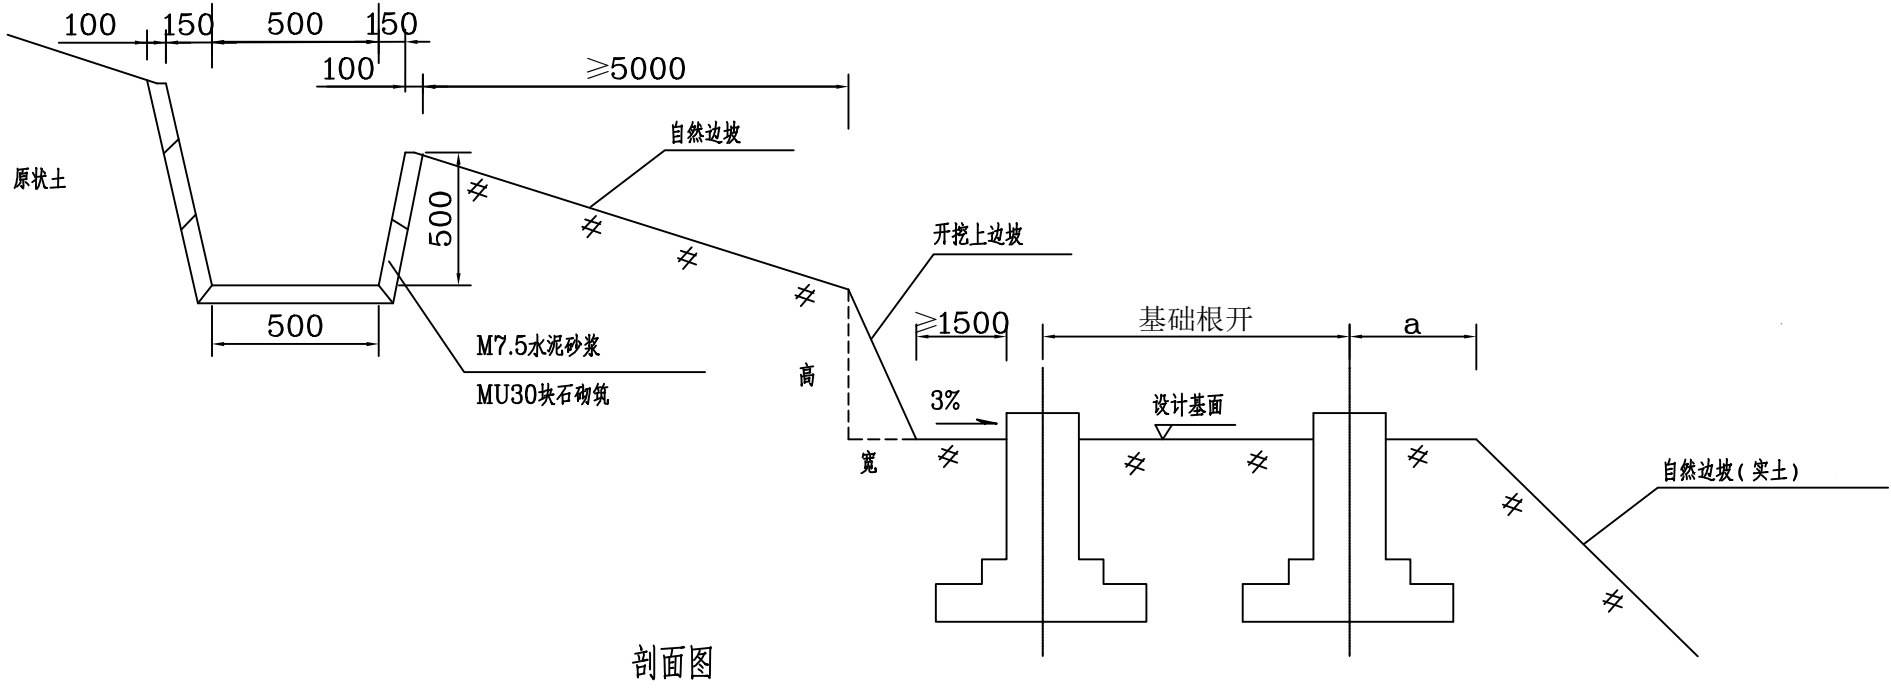 100
150
500
150
100
≥5000
自然边坡
原状土
500
开挖上边坡
500
≥1500
基础根开
a
M7.5水泥砂浆
MU30块石砌筑
高
3%
设计基面
宽
自然边坡(实土)
剖面图